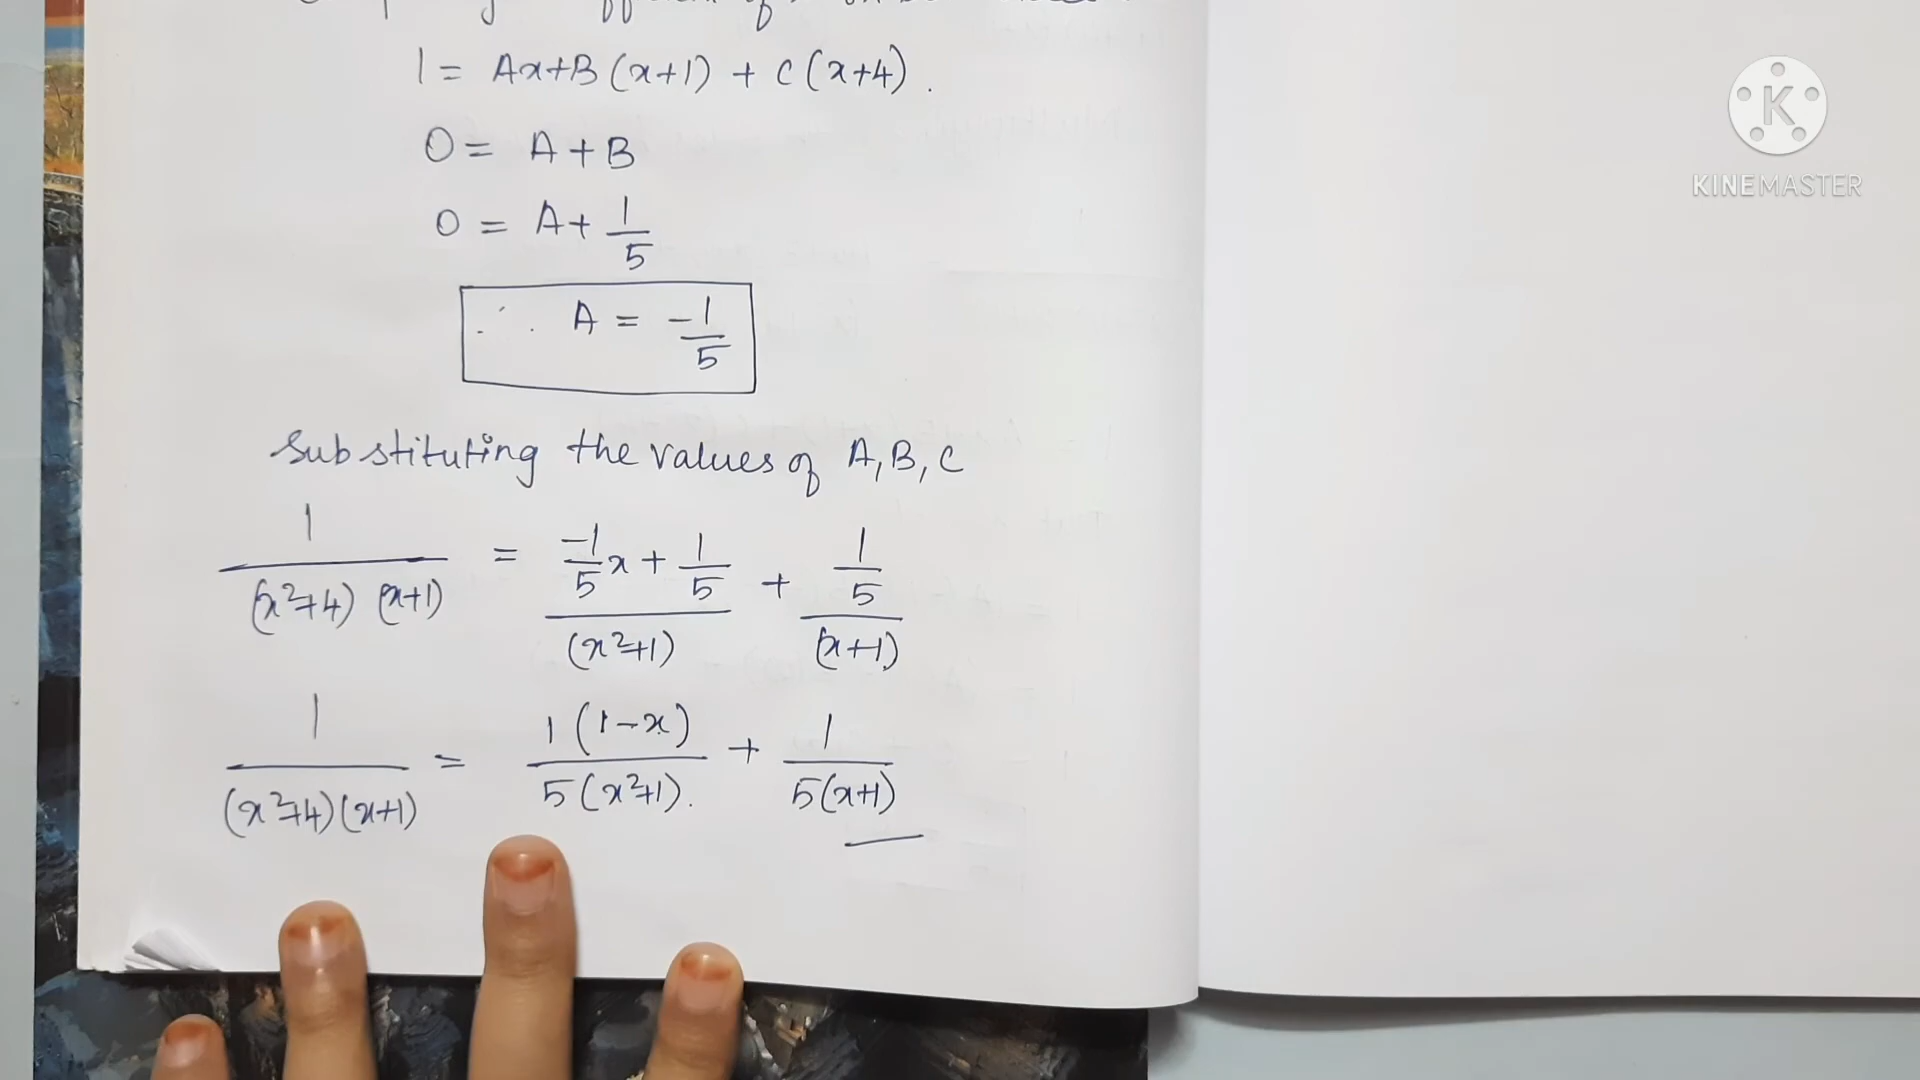 1 = Ax+B (x+1) + C (x+4).
0 = A + B
0 = A + 1/5
∴ A = -1/5
Substituting the values of A, B, C
1/((x²+4) (x+1)) = (-1/5 x + 1/5)/(x²+1) + (1/5)/(x+1)
1/((x²+4)(x+1)) = 1(1-x)/(5(x²+1)). + 1/(5(x+1))
K
KINEMASTER